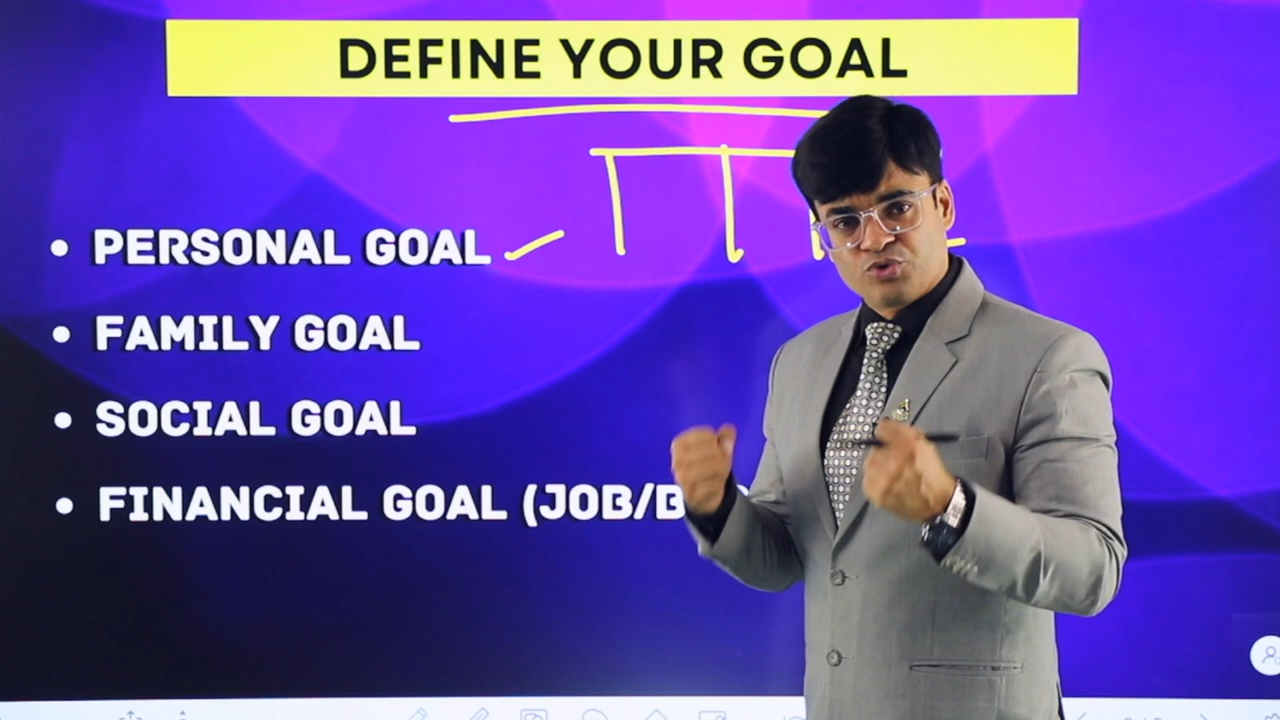 DEFINE YOUR GOAL
• PERSONAL GOAL
• FAMILY GOAL
• SOCIAL GOAL
• FINANCIAL GOAL (JOB/B